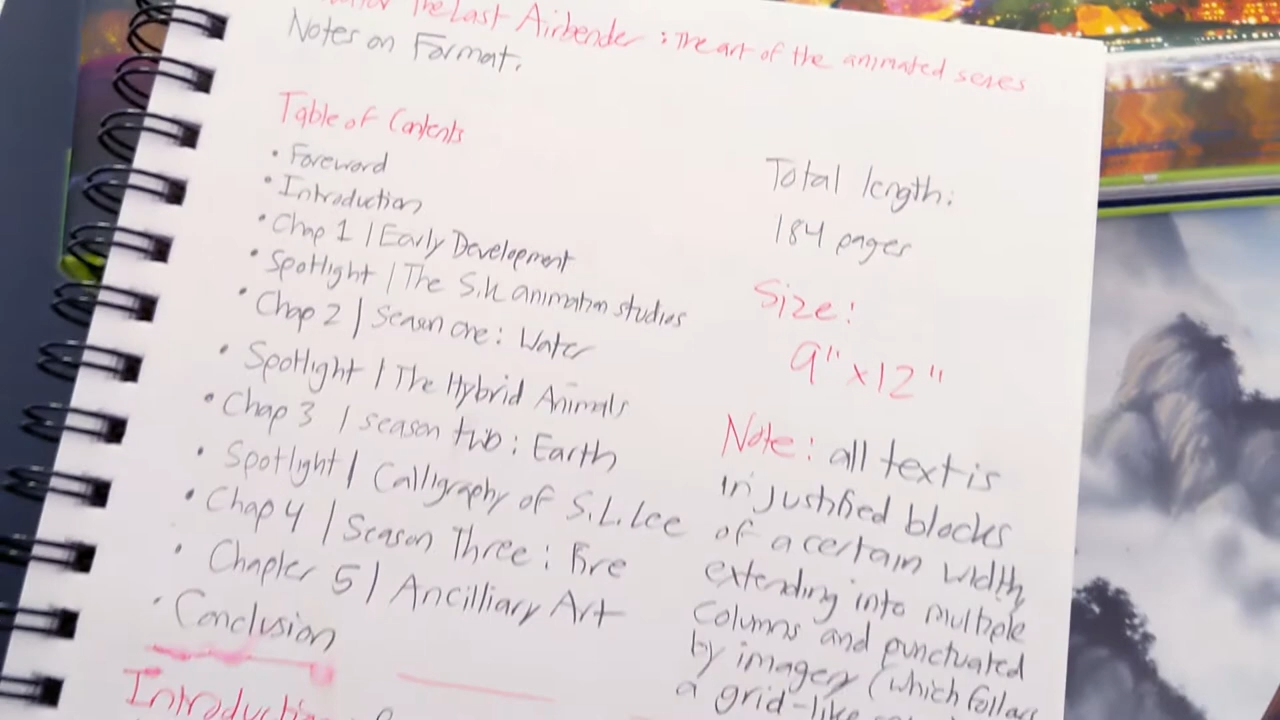 The Last Airbender : The art of the animated series
Notes on Format.
Table of Contents
• Foreword
• Introduction
• Chap 1 | Early Development
• Spotlight | The S.K animation studios
• Chap 2 | Season one : Water
• Spotlight | The Hybrid Animals
• Chap 3 | season two : Earth
• Spotlight | Calligraphy of S.L.Lee
• Chap 4 | Season Three : Fire
• Chapter 5 | Ancilliary Art
• Conclusion
Introduction
Total length:
184 pages
Size:
9" x 12"
Note: all text is
in justified blocks
of a certain width,
extending into multiple
columns and punctuated
by imagery (which follows
a grid-like